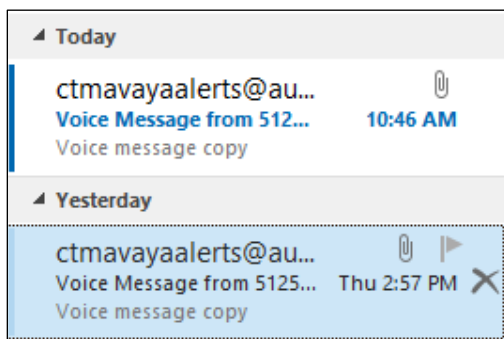 Today
ctmavayaalerts@au...
Voice Message from 512... 10:46 AM
Voice message copy
Yesterday
ctmavayaalerts@au...
Voice Message from 5125... Thu 2:57 PM
Voice message copy